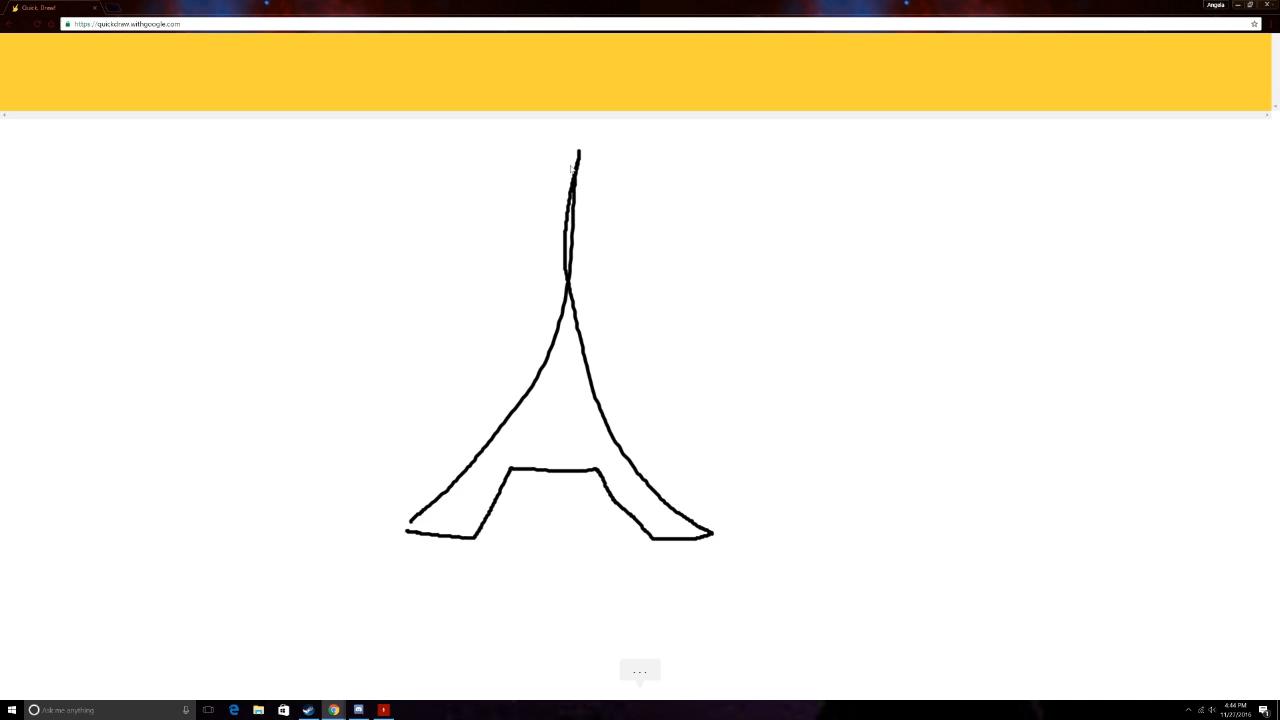 Quick, Draw!
Angela
https://quickdraw.withgoogle.com
...
Ask me anything
4:44 PM
11/27/2016